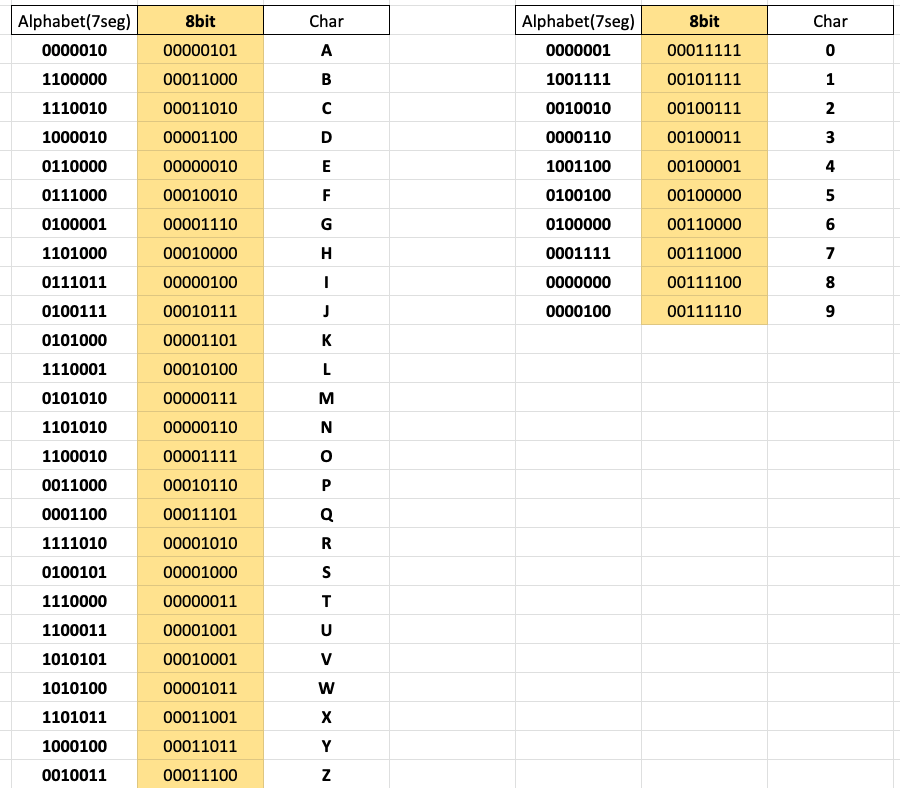 Alphabet(7seg) 8bit Char Alphabet(7seg) 8bit Char
0000010 00000101 A 0000001 00011111 0
1100000 00011000 B 1001111 00101111 1
1110010 00011010 C 0010010 00100111 2
1000010 00001100 D 0000110 00100011 3
0110000 00000010 E 1001100 00100001 4
0111000 00010010 F 0100100 00100000 5
0100001 00001110 G 0100000 00110000 6
1101000 00010000 H 0001111 00111000 7
0111011 00000100 I 0000000 00111100 8
0100111 00010111 J 0000100 00111110 9
0101000 00001101 K
1110001 00010100 L
0101010 00000111 M
1101010 00000110 N
1100010 00001111 O
0011000 00010110 P
0001100 00011101 Q
1111010 00001010 R
0100101 00001000 S
1110000 00000011 T
1100011 00001001 U
1010101 00010001 V
1010100 00001011 W
1101011 00011001 X
1000100 00011011 Y
0010011 00011100 Z